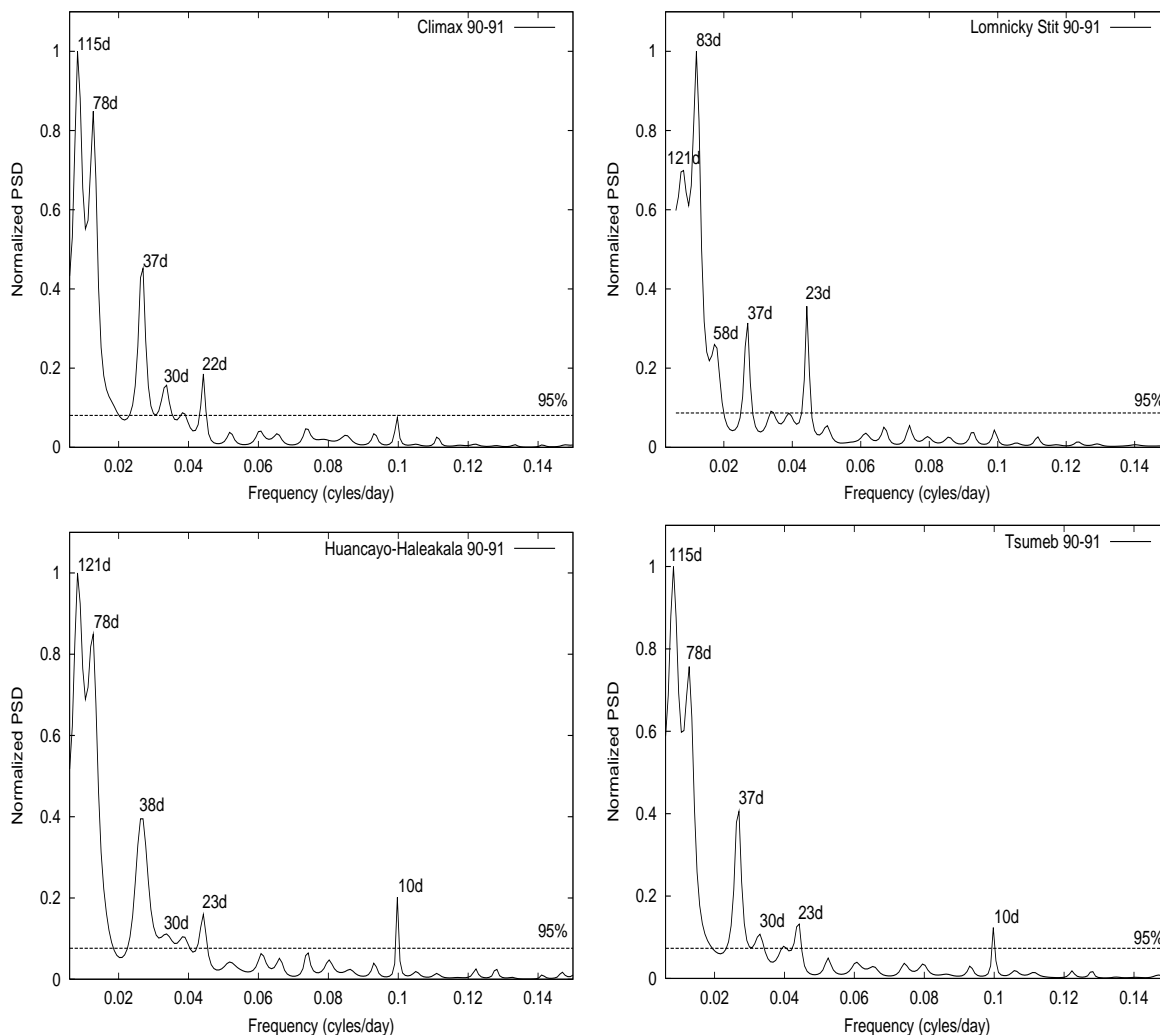 Climax 90-91
115d
78d
37d
30d
22d
95%
1
0.8
0.6
0.4
0.2
0
Normalized PSD
0.02 0.04 0.06 0.08 0.1 0.12 0.14
Frequency (cyles/day)
Lomnicky Stit 90-91
83d
121d
58d
37d
23d
95%
1
0.8
0.6
0.4
0.2
0
Normalized PSD
0.02 0.04 0.06 0.08 0.1 0.12 0.14
Frequency (cyles/day)
Huancayo-Haleakala 90-91
121d
78d
38d
30d
23d
10d
95%
1
0.8
0.6
0.4
0.2
0
Normalized PSD
0.02 0.04 0.06 0.08 0.1 0.12 0.14
Frequency (cyles/day)
Tsumeb 90-91
115d
78d
37d
30d
23d
10d
95%
1
0.8
0.6
0.4
0.2
0
Normalized PSD
0.02 0.04 0.06 0.08 0.1 0.12 0.14
Frequency (cyles/day)